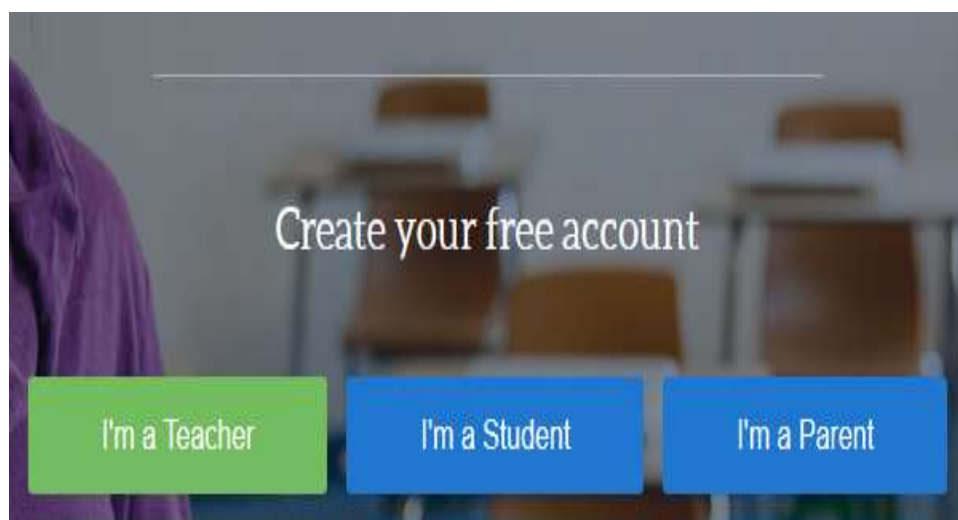 Create your free account
I'm a Teacher
I'm a Student
I'm a Parent